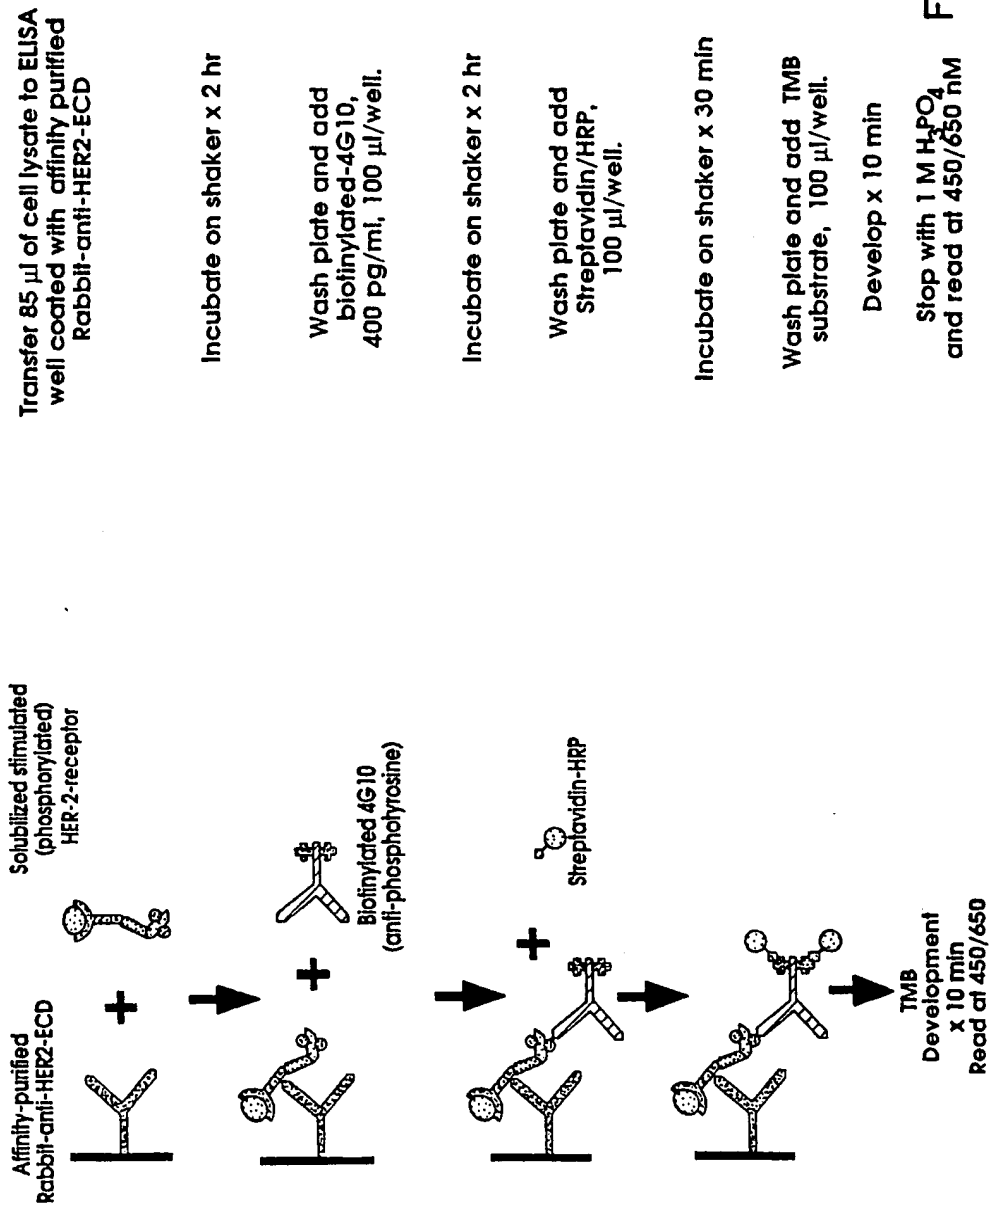 Affinity-purified
Rabbit-anti-HER2-ECD
Solubilized stimulated
(phosphorylated)
HER-2-receptor
Biotinylated 4G10
(anti-pholyrosine)
Streptavidin-HRP
TMB
Development
x 10 min
Read at 450/650
Transfer 85 µl of cell lysate to ELISA
well coated with affinity purified
Rabbit-anti-HER2-ECD
Incubate on shaker x 2 hr
Wash plate and add
biotinylated-4G10,
400 pg/ml, 100 µl/well.
Incubate on shaker x 2 hr
Wash plate and add
Streptavidin/HRP,
100 µl/well.
Incubate on shaker x 30 min
Wash plate and add TMB
substrate, 100 µl/well.
Develop x 10 min
Stop with 1 M H3PO4
and read at 450/650 nM
F